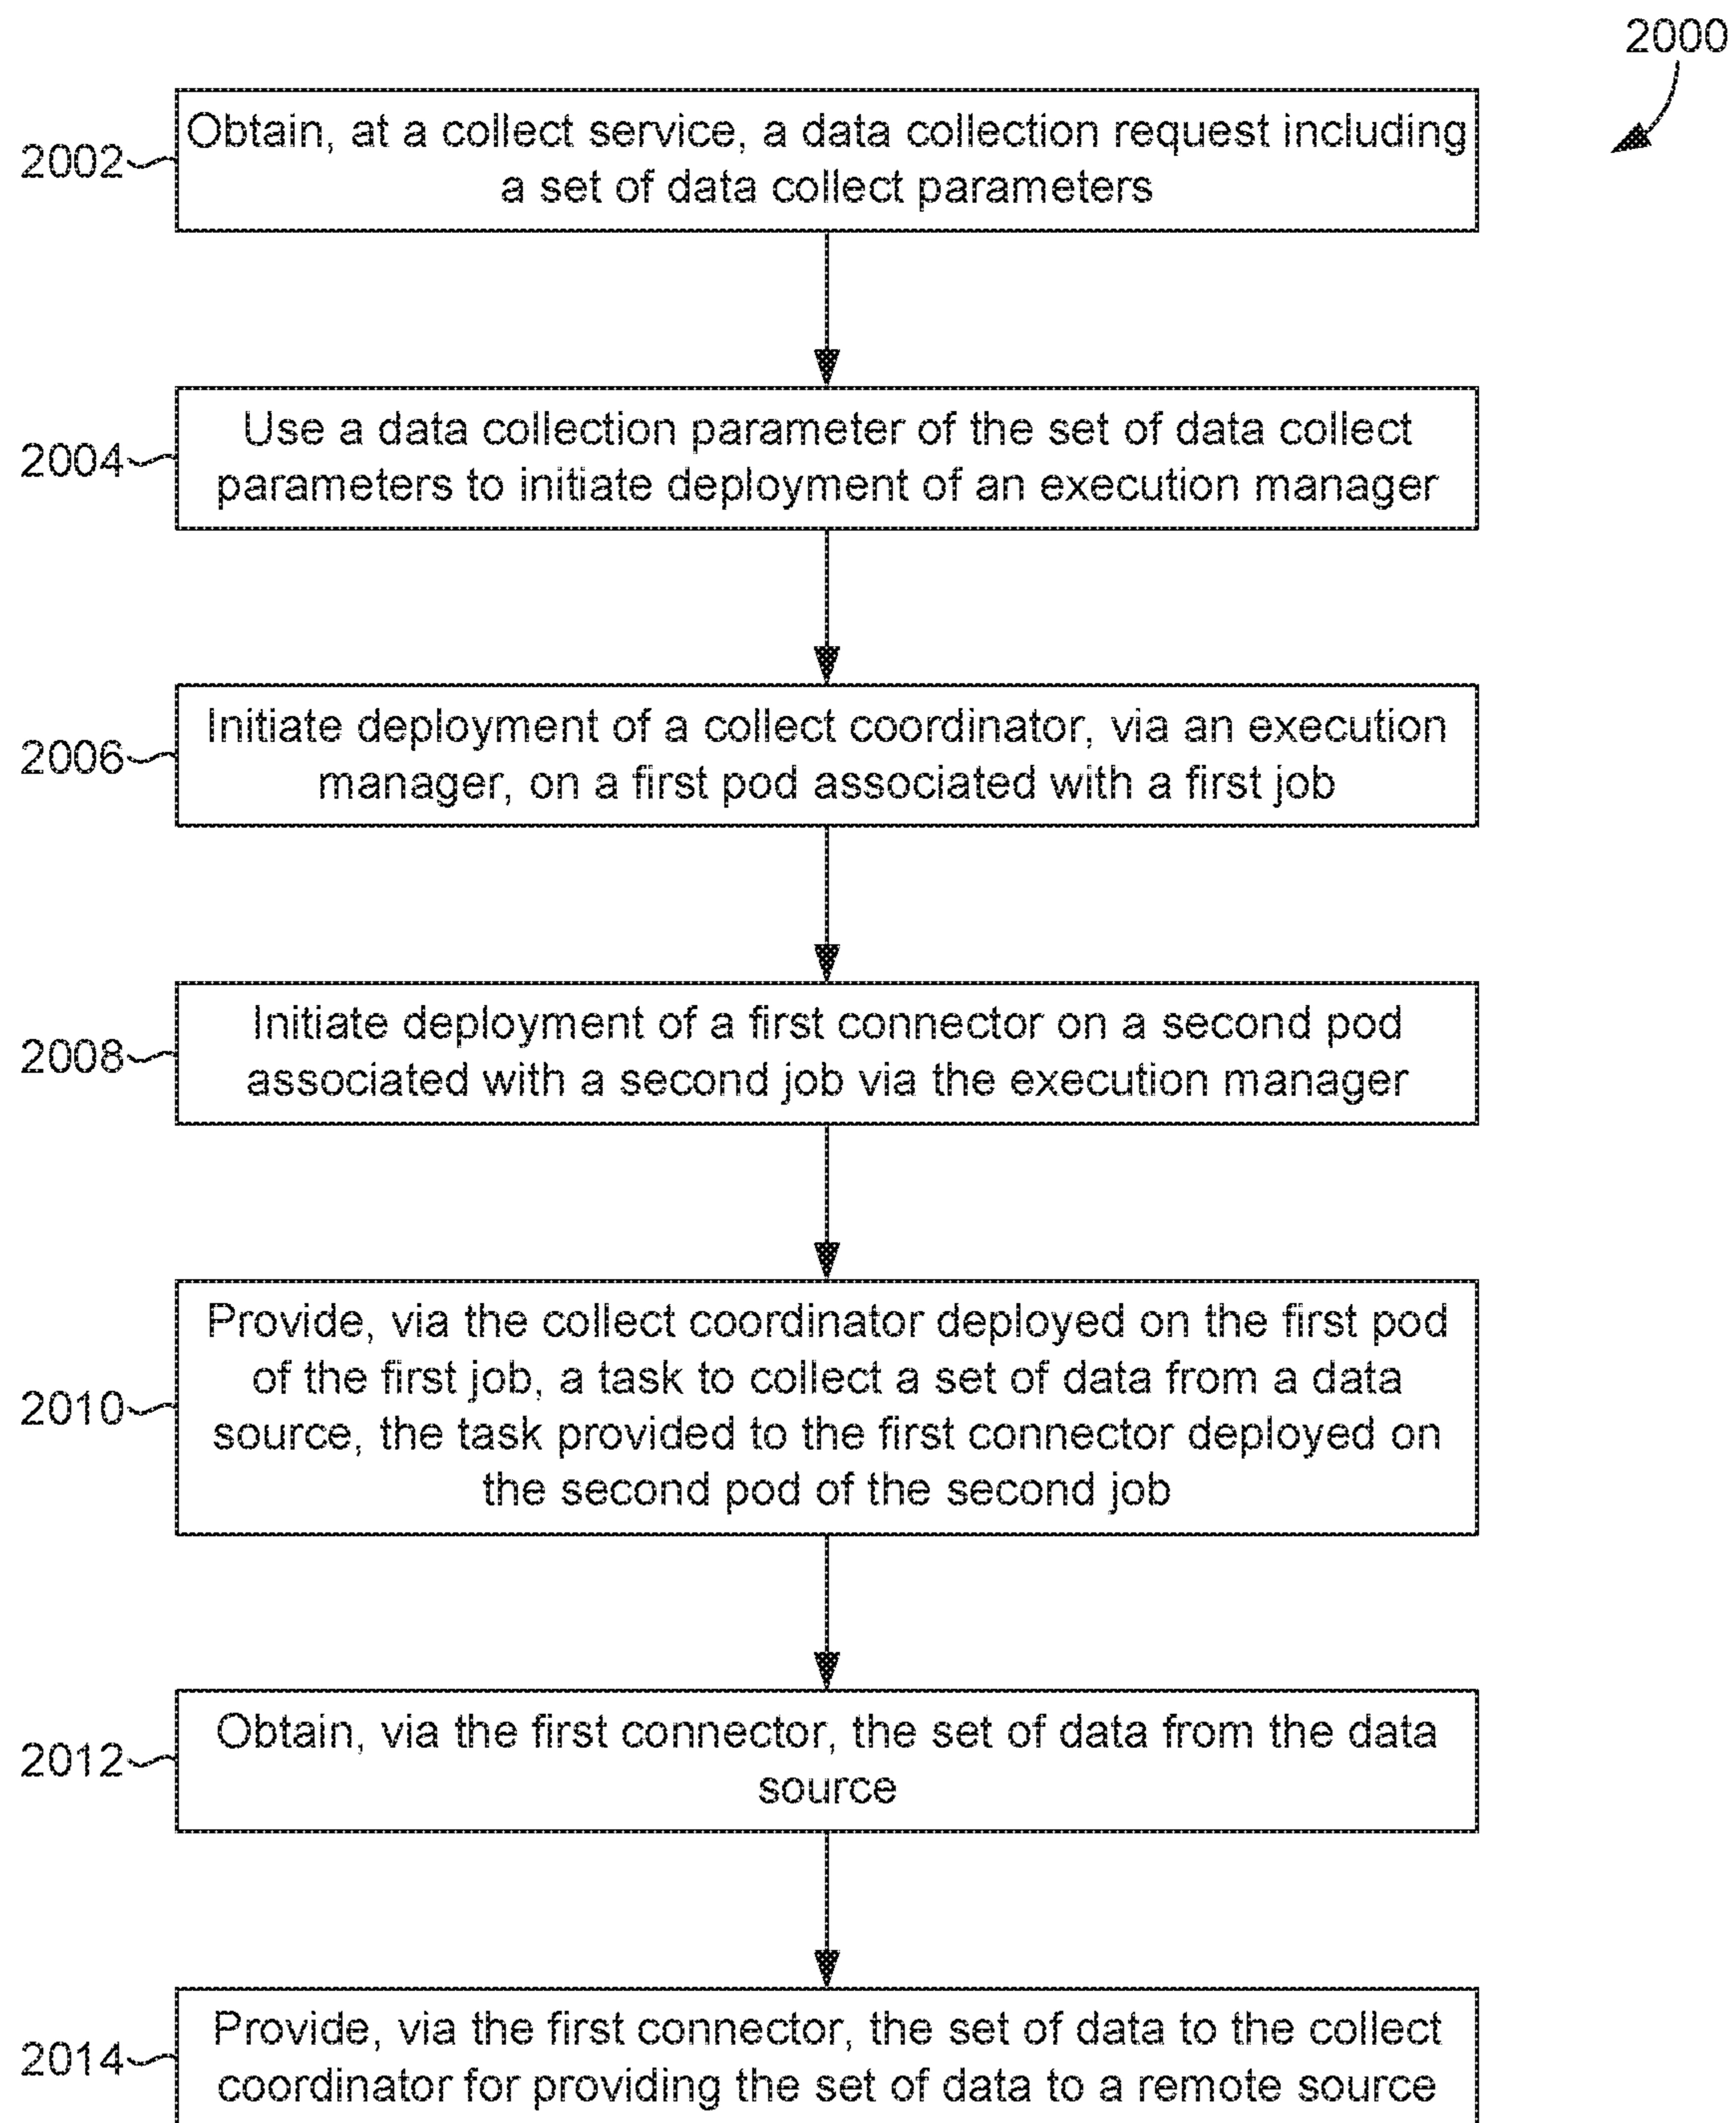 2000
2002
Obtain, at a collect service, a data collection request including
a set of data collect parameters
2004
Use a data collection parameter of the set of data collect
parameters to initiate deployment of an execution manager
2006
Initiate deployment of a collect coordinator, via an execution
manager, on a first pod associated with a first job
2008
Initiate deployment of a first connector on a second pod
associated with a second job via the execution manager
2010
Provide, via the collect coordinator deployed on the first pod
of the first job, a task to collect a set of data from a data
source, the task provided to the first connector deployed on
the second pod of the second job
2012
Obtain, via the first connector, the set of data from the data
source
2014
Provide, via the first connector, the set of data to the collect
coordinator for providing the set of data to a remote source